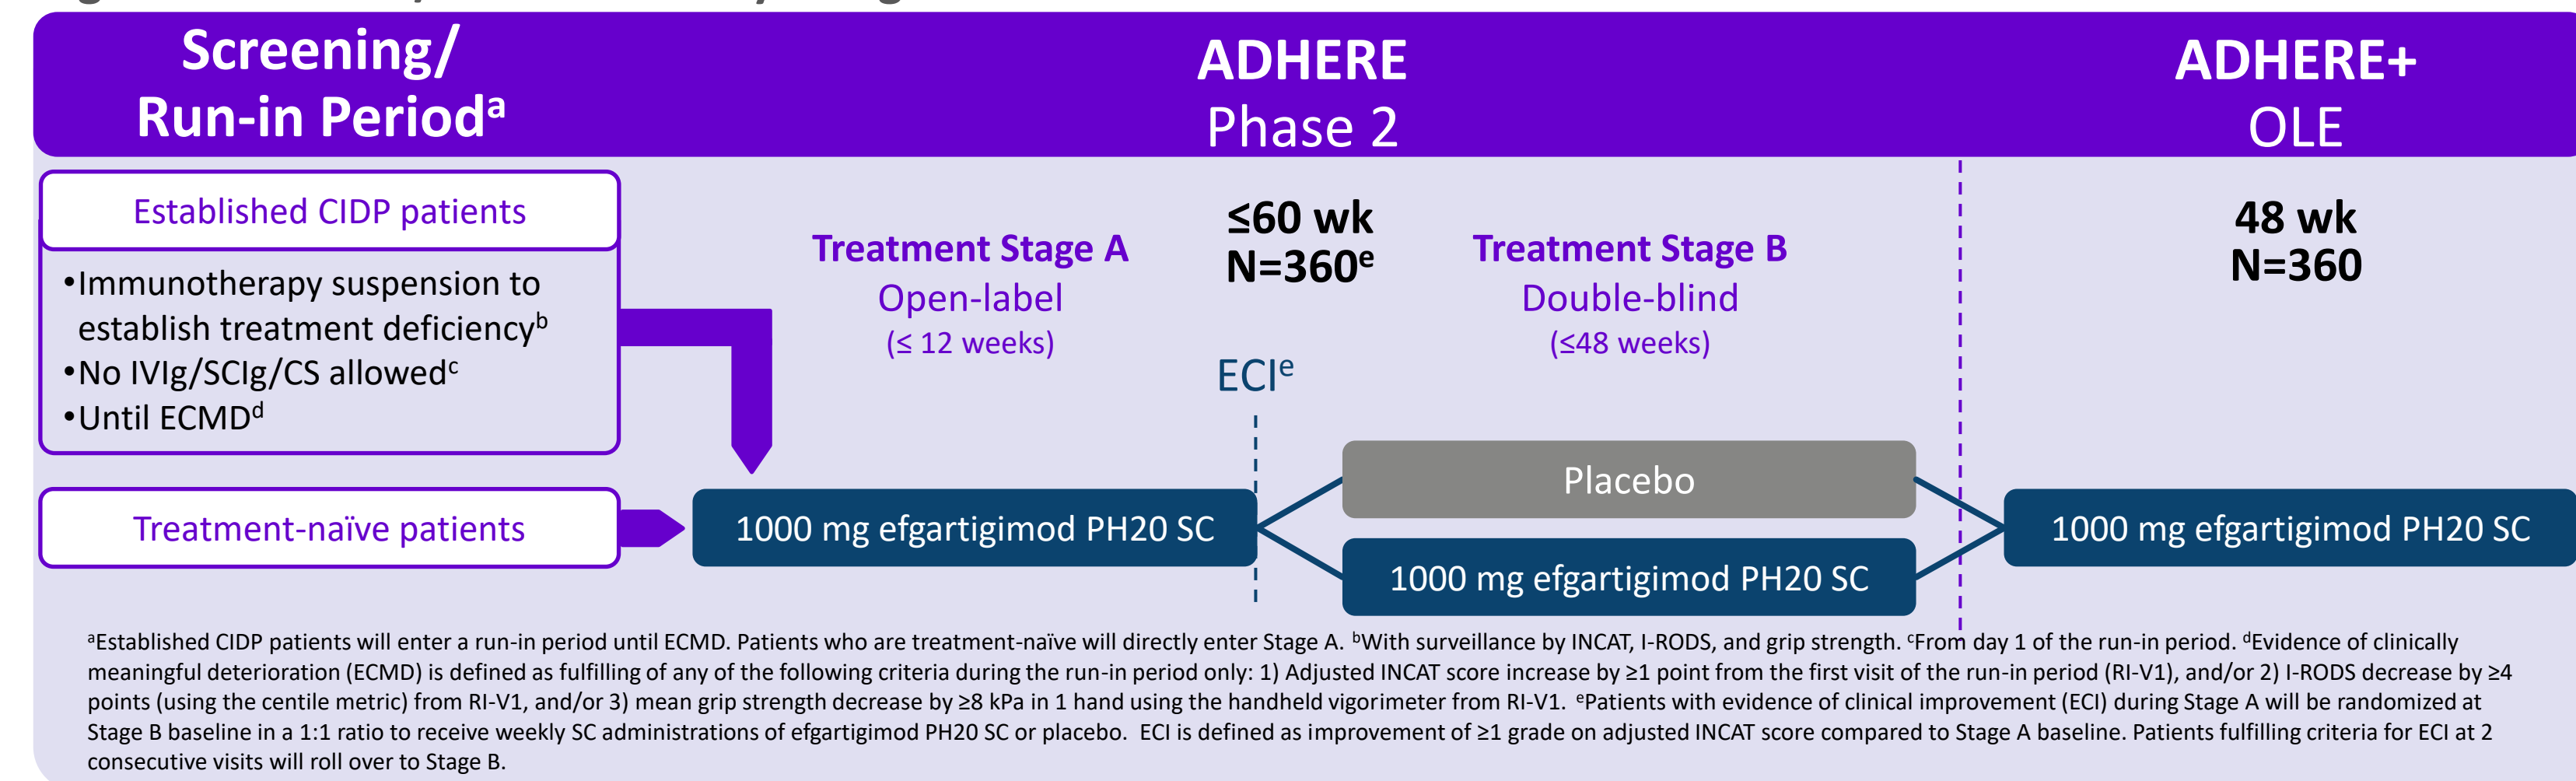 Screening/
Run-in Periodᵃ
ADHERE
Phase 2
ADHERE+
OLE
Established CIDP patients
•Immunotherapy suspension to
establish treatment deficiencyᵇ
•No IVIg/SCIg/CS allowedᶜ
•Until ECMDᵈ
Treatment-naïve patients
Treatment Stage A
Open-label
(≤ 12 weeks)
≤60 wk
N=360ᵉ
ECIᵉ
Treatment Stage B
Double-blind
(≤48 weeks)
48 wk
N=360
1000 mg efgartigimod PH20 SC
Placebo
1000 mg efgartigimod PH20 SC
1000 mg efgartigimod PH20 SC
ᵃEstablished CIDP patients will enter a run-in period until ECMD. Patients who are treatment-naïve will directly enter Stage A. ᵇWith surveillance by INCAT, I-RODS, and grip strength. ᶜFrom day 1 of the run-in period. ᵈEvidence of clinically
meaningful deterioration (ECMD) is defined as fulfilling of any of the following criteria during the run-in period only: 1) Adjusted INCAT score increase by ≥1 point from the first visit of the run-in period (RI-V1), and/or 2) I-RODS decrease by ≥4
points (using the centile metric) from RI-V1, and/or 3) mean grip strength decrease by ≥8 kPa in 1 hand using the handheld vigorimeter from RI-V1. ᵉPatients with evidence of clinical improvement (ECI) during Stage A will be randomized at
Stage B baseline in a 1:1 ratio to receive weekly SC administrations of efgartigimod PH20 SC or placebo. ECI is defined as improvement of ≥1 grade on adjusted INCAT score compared to Stage A baseline. Patients fulfilling criteria for ECI at 2
consecutive visits will roll over to Stage B.